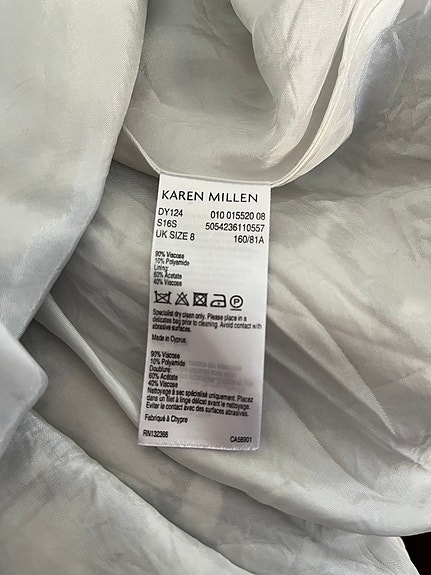 KAREN MILLEN
DY124 010 015520 08
S16S 5054236110557
UK SIZE 8 160/81A
90% Viscose
10% Polyamide
Lining:
60% Acetate
40% Viscose
Specialist dry clean only. Please place in a
delicates bag prior to cleaning. Avoid contact with
abrasive surfaces.
Made in Cyprus
90% Viscose
10% Polyamide
Doublure:
60% Acetate
40% Viscose
Nettoyage à sec spécialisé uniquement. Placez
dans un filet à linge délicat avant le nettoyage.
Eviter le contact avec des surfaces abrasives.
Fabriqué à Chypre
RN132366 CA56901